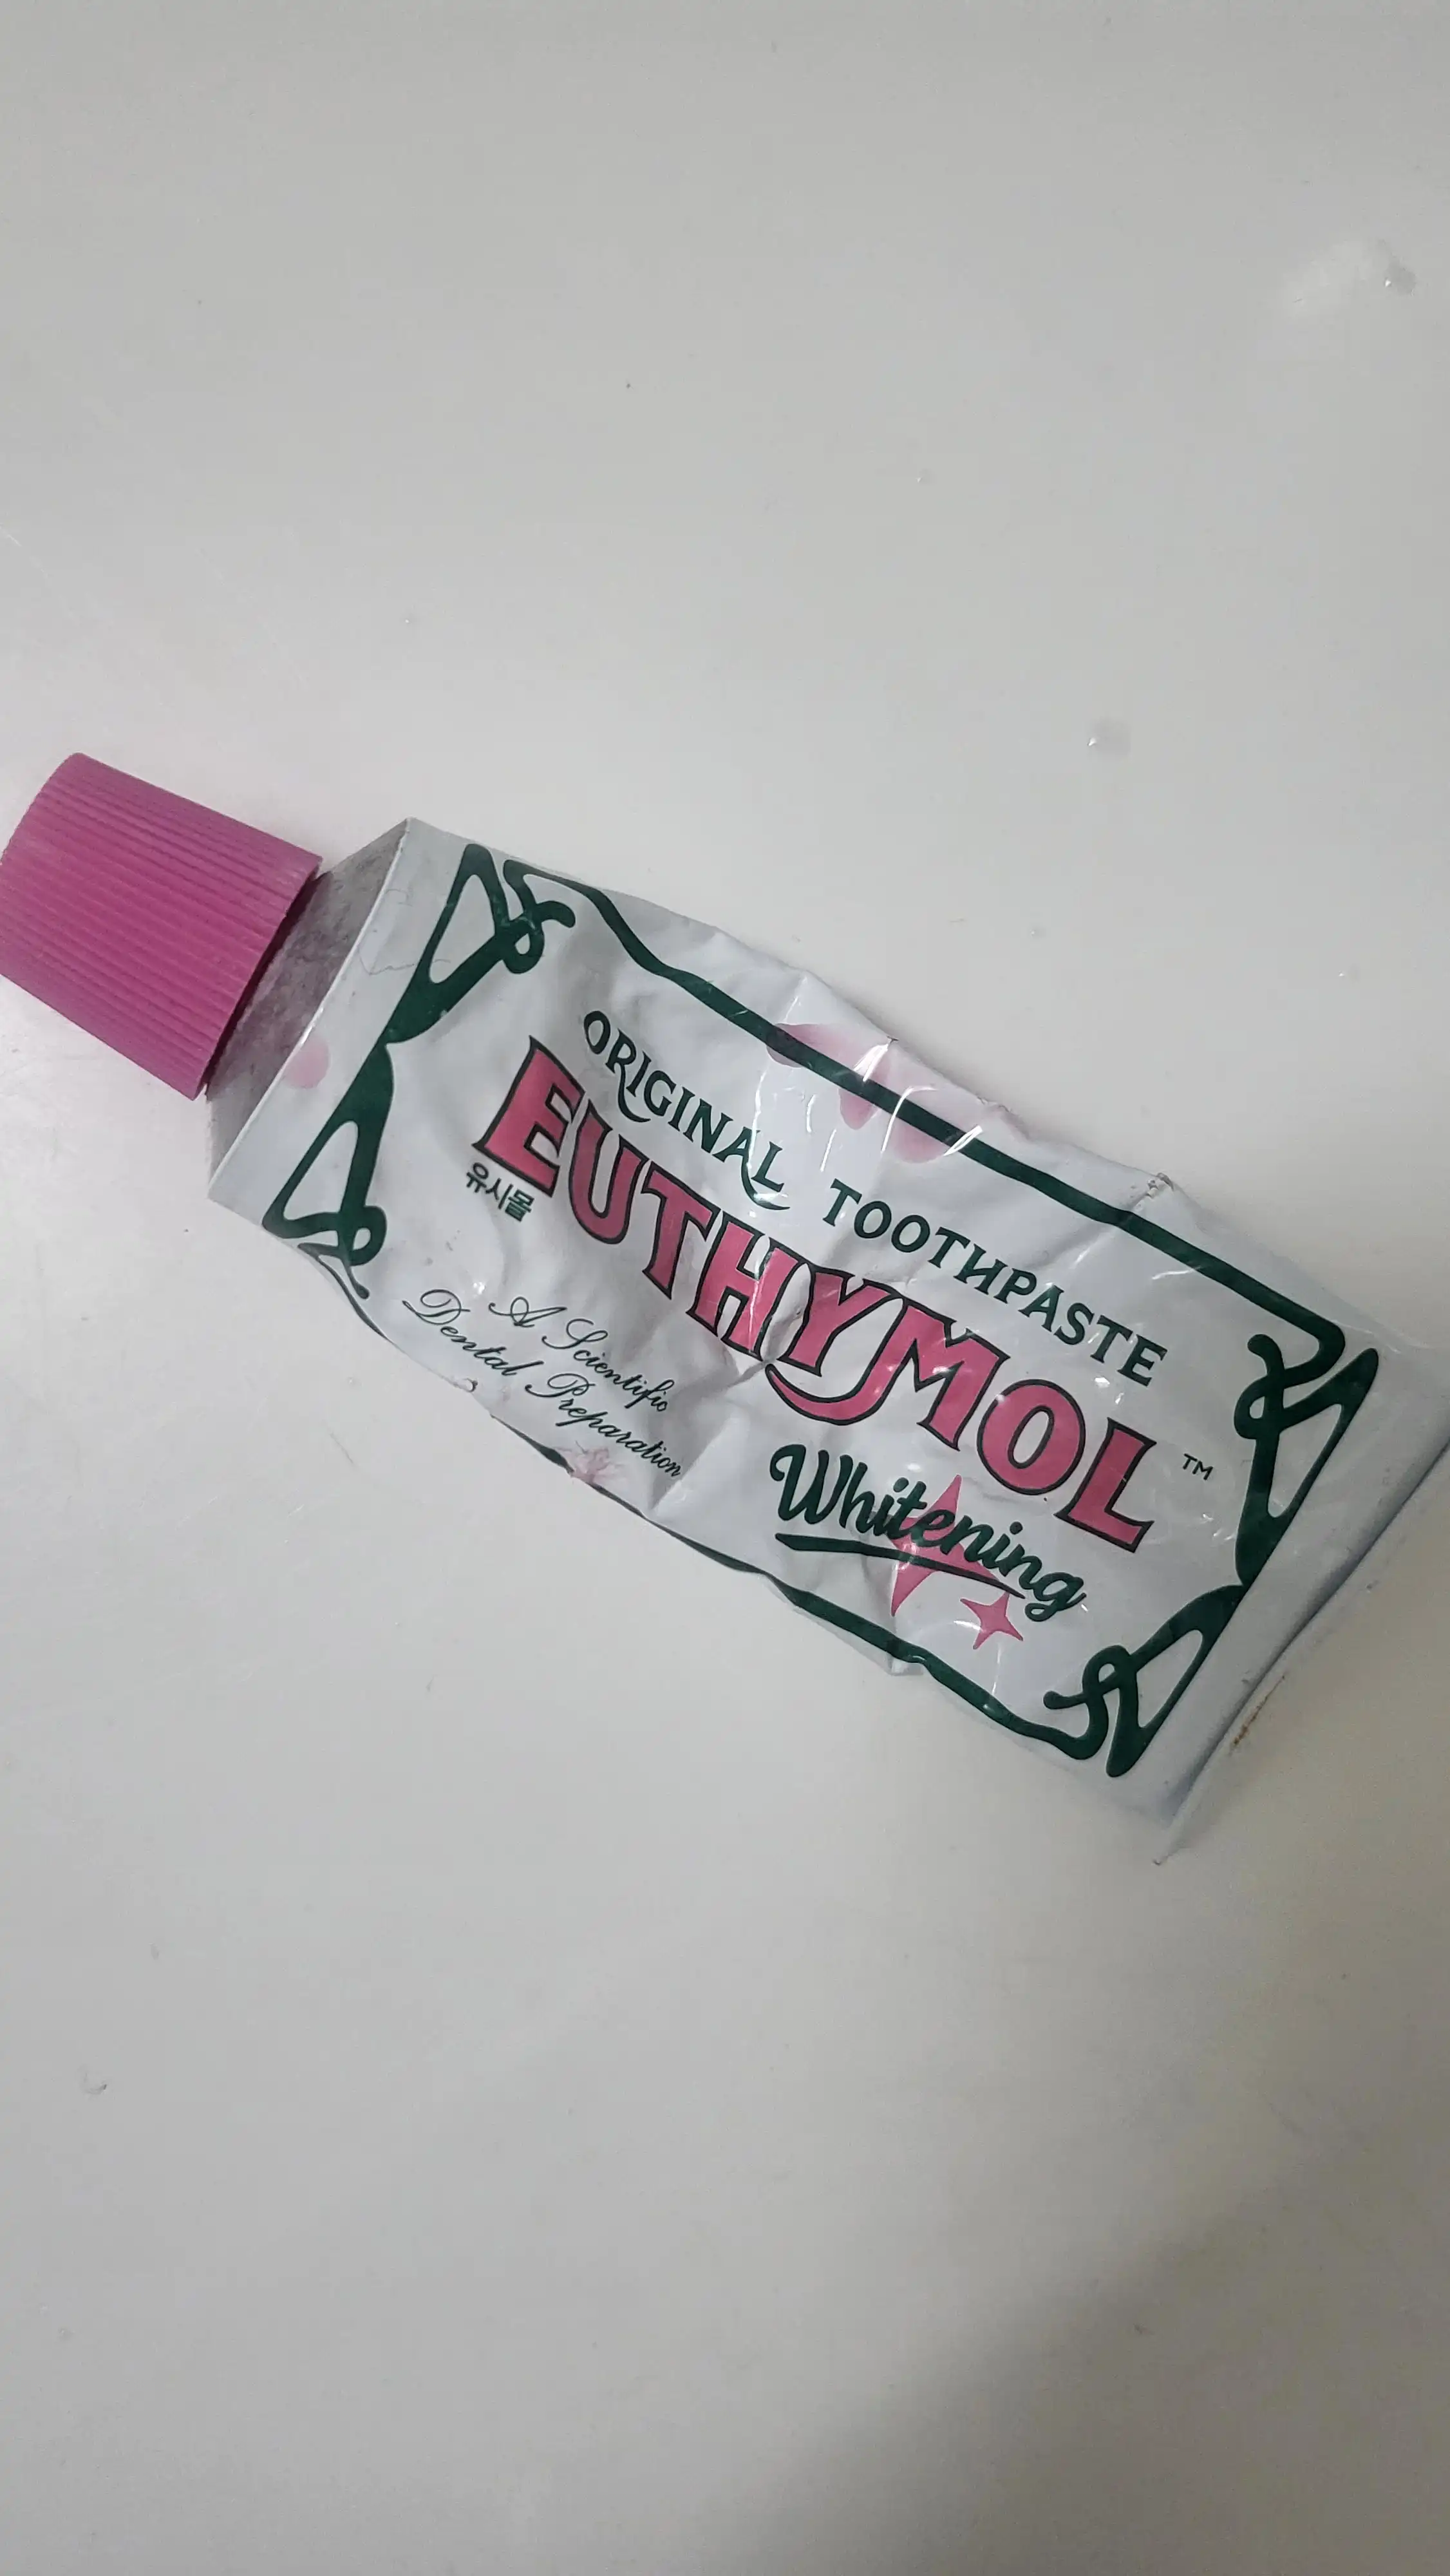 ORIGINAL TOOTHPASTE
EUTHYMOL™
유시몰
Whitening
A Scientific
Dental Preparation